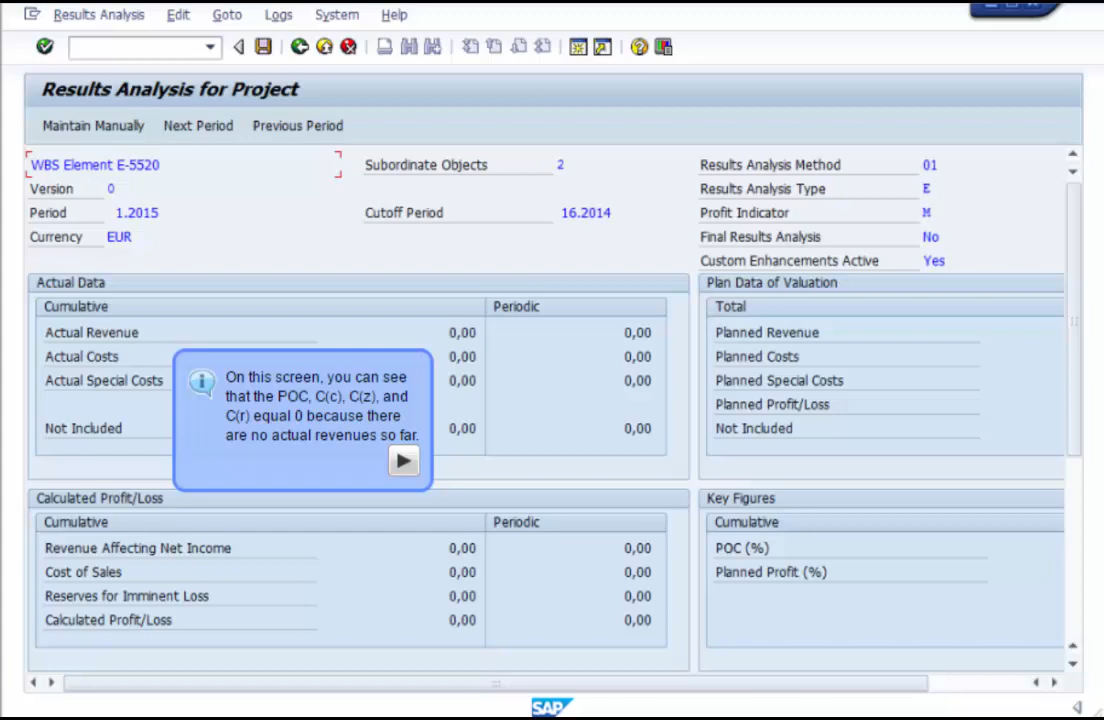 Results Analysis Edit Goto Logs System Help
Results Analysis for Project
Maintain Manually Next Period Previous Period
WBS Element E-5520 Subordinate Objects 2 Results Analysis Method 01
Version 0 Results Analysis Type E
Period 1.2015 Cutoff Period 16.2014 Profit Indicator M
Currency EUR Final Results Analysis No
Custom Enhancements Active Yes
Actual Data Plan Data of Valuation
Cumulative Periodic Total
Actual Revenue 0,00 0,00 Planned Revenue
Actual Costs 0,00 0,00 Planned Costs
Actual Special Costs 0,00 0,00 Planned Special Costs
Planned Profit/Loss
Not Included 0,00 0,00 Not Included
On this screen, you can see
that the POC, C(c), C(z), and
C(r) equal 0 because there
are no actual revenues so far.
Calculated Profit/Loss Key Figures
Cumulative Periodic Cumulative
Revenue Affecting Net Income 0,00 0,00 POC (%)
Cost of Sales 0,00 0,00 Planned Profit (%)
Reserves for Imminent Loss 0,00 0,00
Calculated Profit/Loss 0,00 0,00
SAP